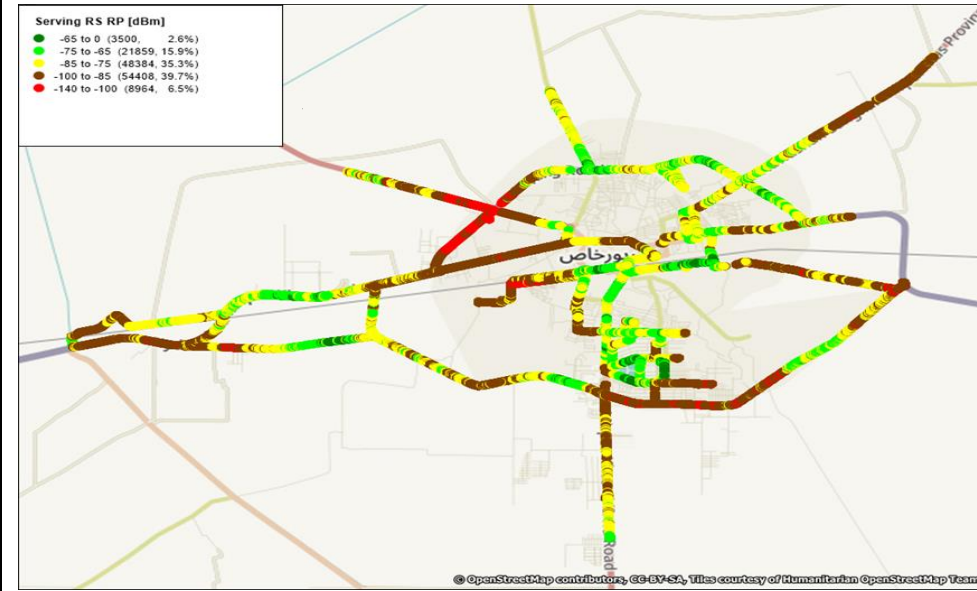 Serving RS RP [dBm]
-65 to 0 (3500, 2.6%)
-75 to -65 (21859, 15.9%)
-85 to -75 (48384, 35.3%)
-100 to -85 (54408, 39.7%)
-140 to -100 (8964, 6.5%)
پورخاص
Road
© OpenStreetMap contributors, CC-BY-SA, Tiles courtesy of Humanitarian OpenStreetMap Team